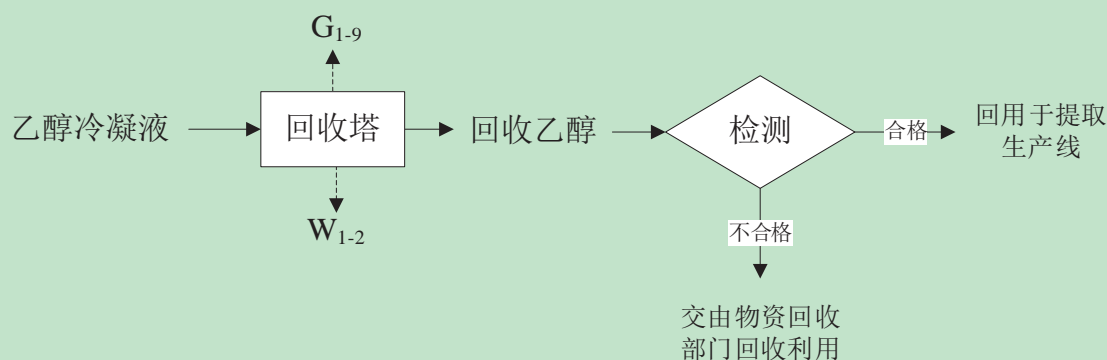 G1-9
乙醇冷凝液
回收塔
回收乙醇
检测
合格
回用于提取
生产线
W1-2
不合格
交由物资回收
部门回收利用